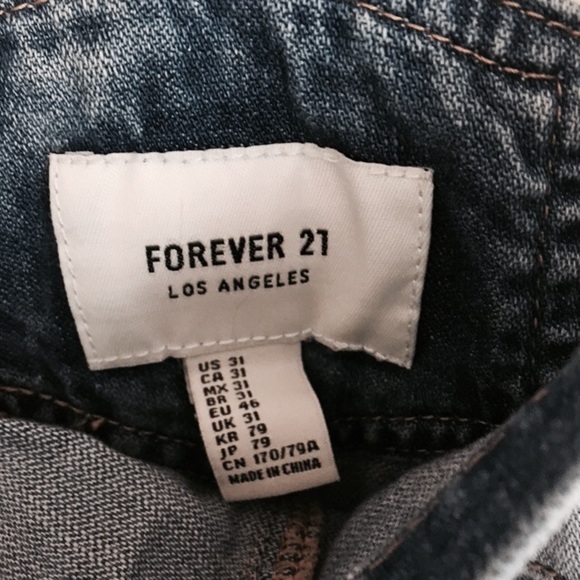 FOREVER 21
LOS ANGELES
US 31
CA 31
MX 31
BR 31
EU 46
UK 31
KR 79
JP 79
CN 170/79A
MADE IN CHINA